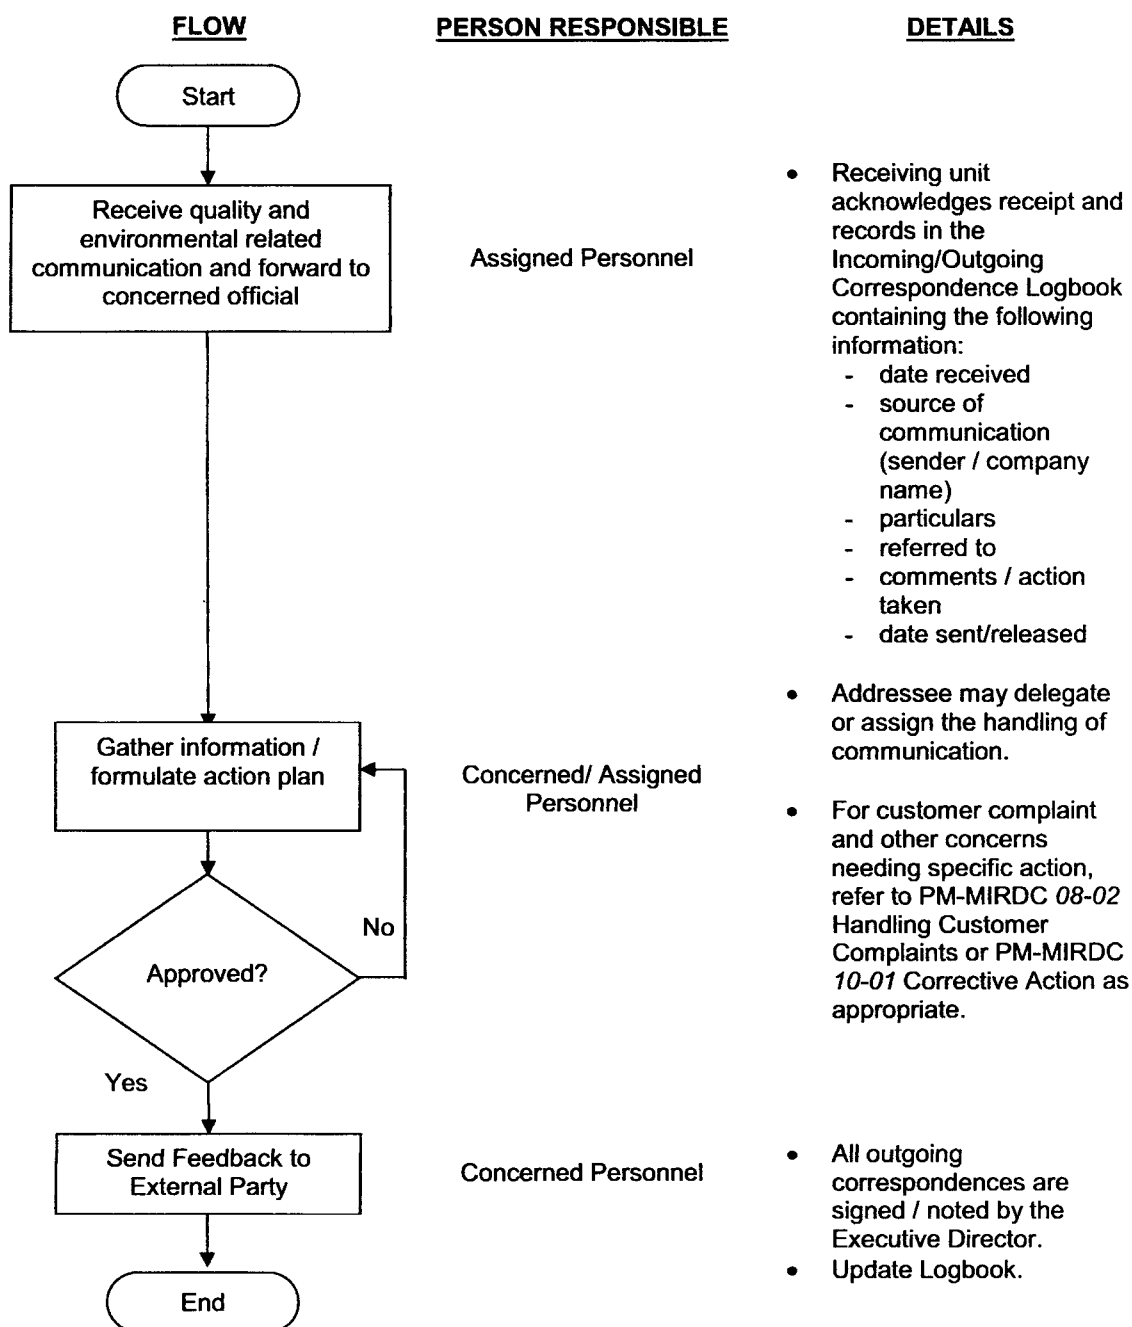 FLOW
PERSON RESPONSIBLE
DETAILS
Start
Receive quality and
environmental related
communication and forward to
concerned official
Assigned Personnel
• Receiving unit
acknowledges receipt and
records in the
Incoming/Outgoing
Correspondence Logbook
containing the following
information:
- date received
- source of
communication
(sender / company
name)
- particulars
- referred to
- comments / action
taken
- date sent/released
Gather information /
formulate action plan
Concerned/ Assigned
Personnel
• Addressee may delegate
or assign the handling of
communication.
• For customer complaint
and other concerns
needing specific action,
refer to PM-MIRDC 08-02
Handling Customer
Complaints or PM-MIRDC
10-01 Corrective Action as
appropriate.
Approved?
No
Yes
Send Feedback to
External Party
Concerned Personnel
• All outgoing
correspondences are
signed / noted by the
Executive Director.
• Update Logbook.
End